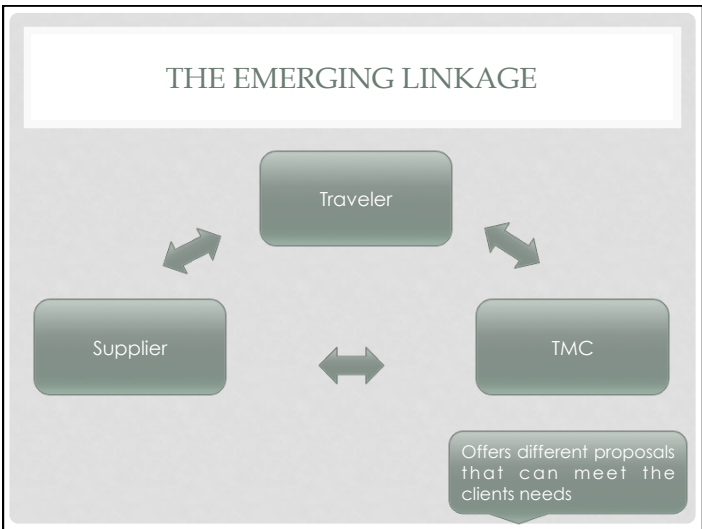 THE EMERGING LINKAGE
Traveler
Supplier
TMC
Offers different proposals
that can meet the
clients needs